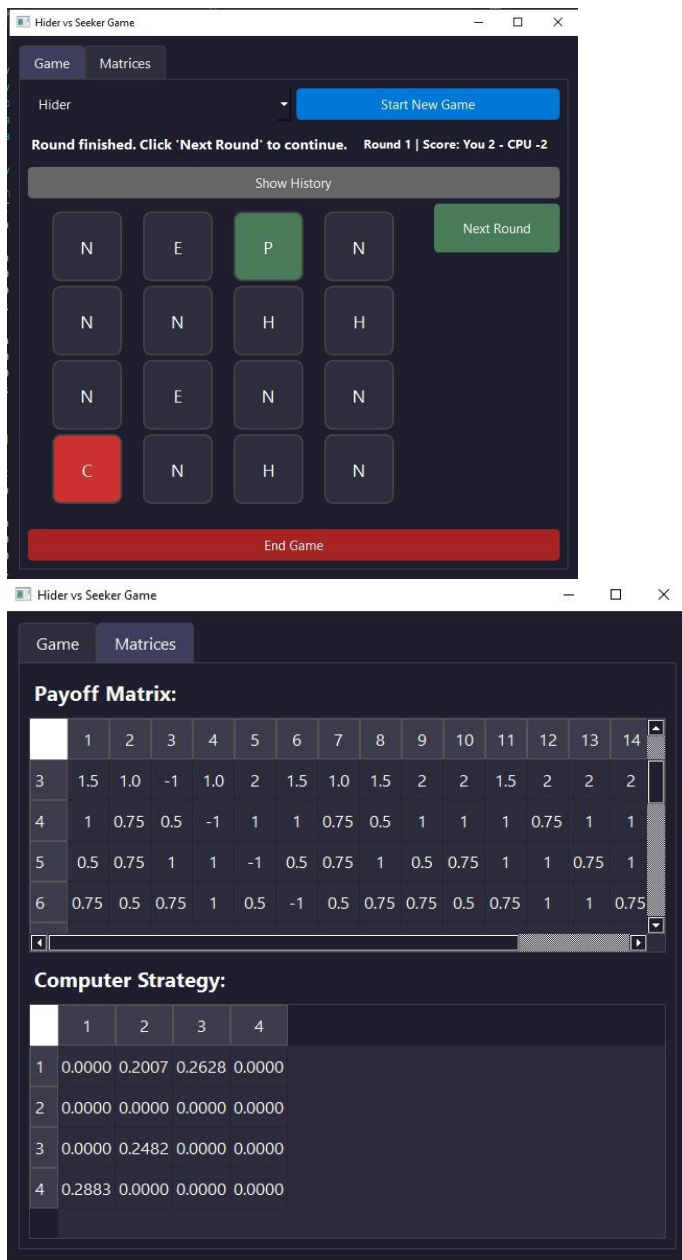 Hider vs Seeker Game
Game Matrices
Hider Start New Game
Round finished. Click 'Next Round' to continue. Round 1 | Score: You 2 - CPU -2
Show History
Next Round
N E P N
N N H H
N E N N
C N H N
End Game
Hider vs Seeker Game
Game Matrices
Payoff Matrix:
1 2 3 4 5 6 7 8 9 10 11 12 13 14
3 1.5 1.0 -1 1.0 2 1.5 1.0 1.5 2 2 1.5 2 2 2
4 1 0.75 0.5 -1 1 1 0.75 0.5 1 1 1 0.75 1 1
5 0.5 0.75 1 1 -1 0.5 0.75 1 0.5 0.75 1 1 0.75 1
6 0.75 0.5 0.75 1 0.5 -1 0.5 0.75 0.75 0.5 0.75 1 1 0.75
Computer Strategy:
1 2 3 4
1 0.0000 0.2007 0.2628 0.0000
2 0.0000 0.0000 0.0000 0.0000
3 0.0000 0.2482 0.0000 0.0000
4 0.2883 0.0000 0.0000 0.0000